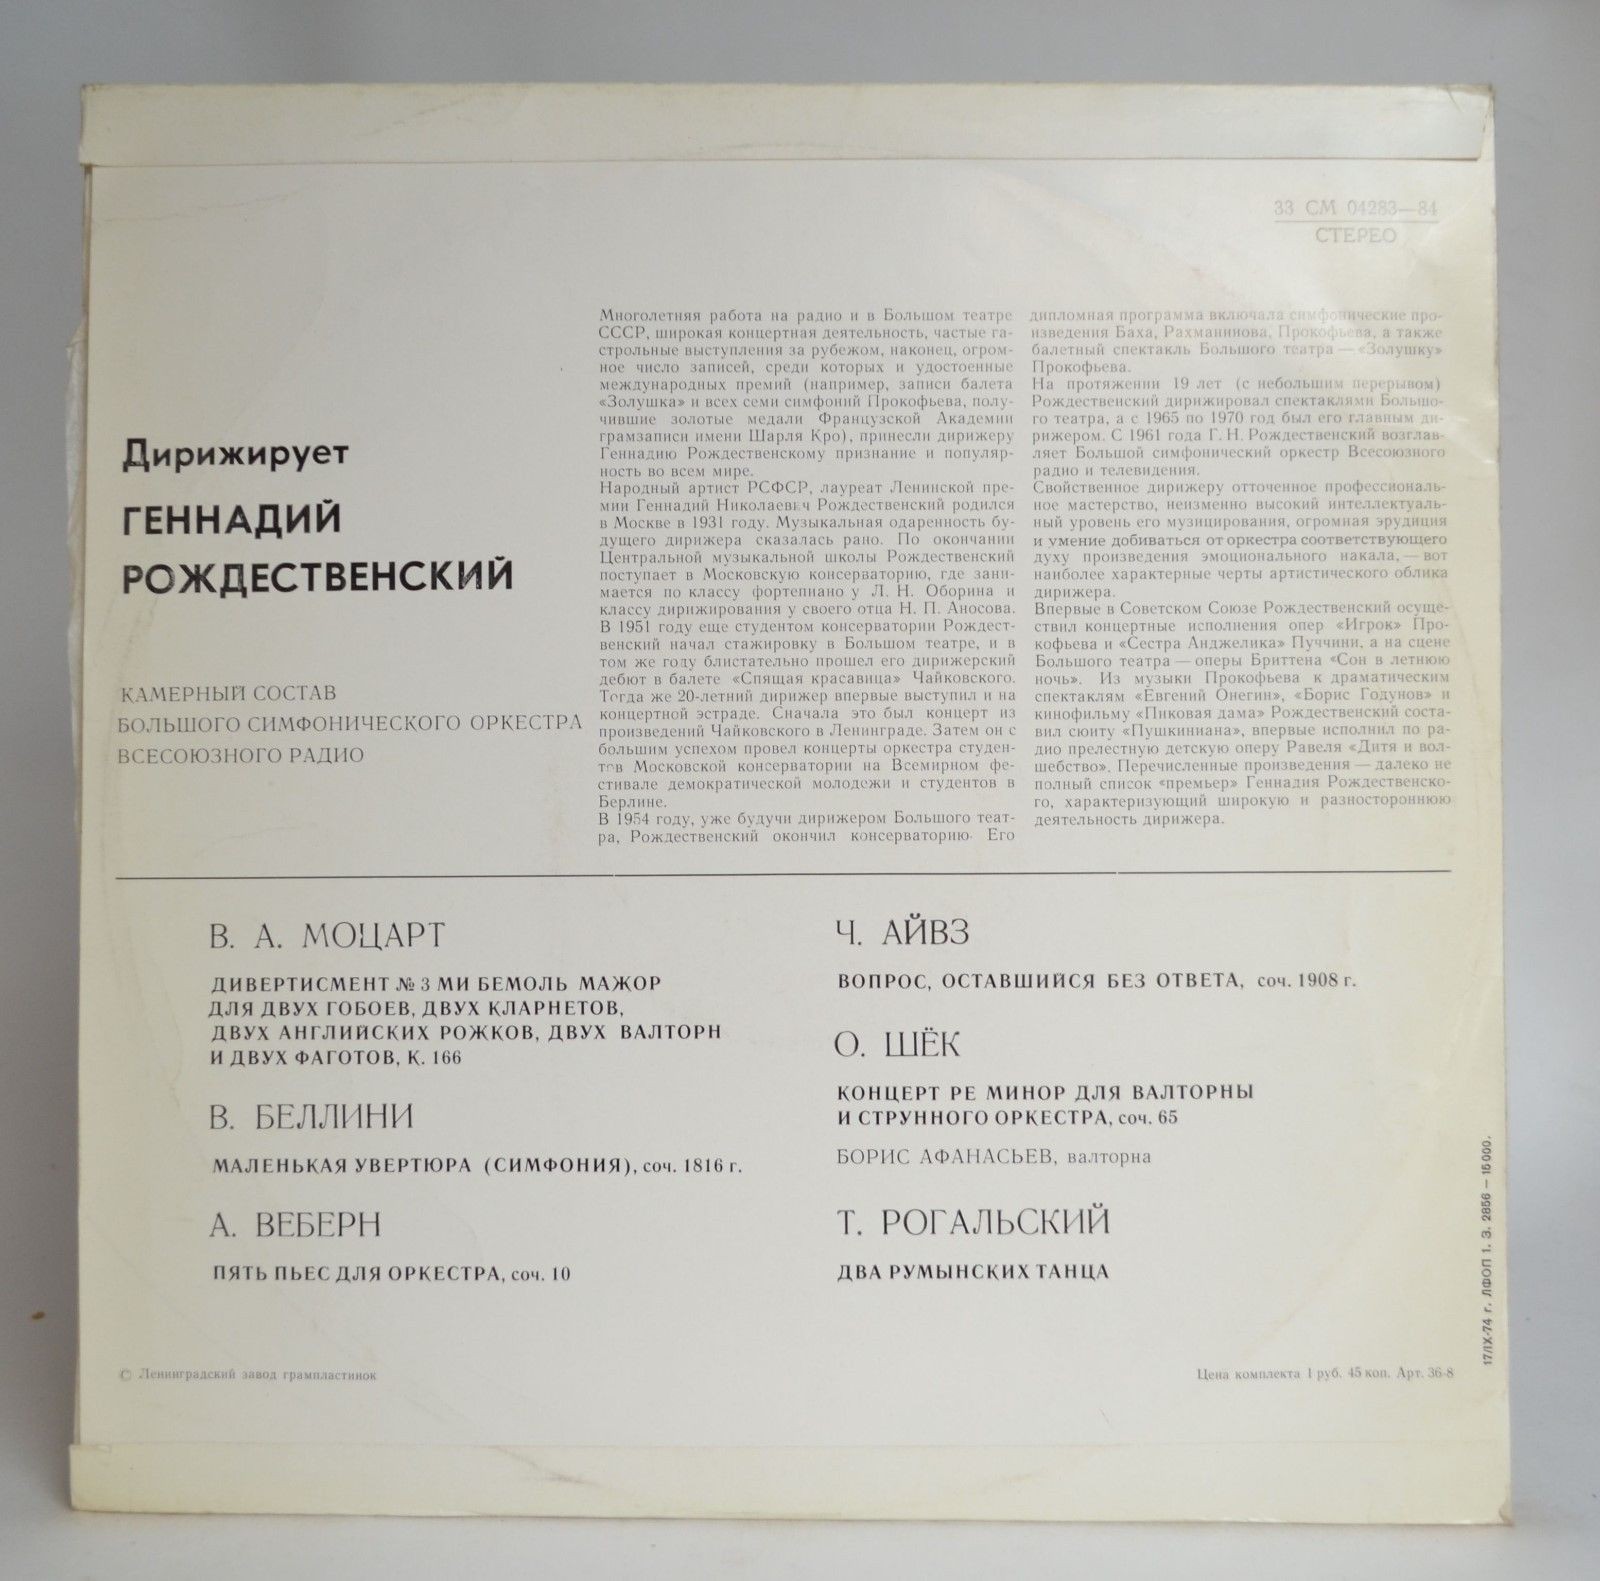 33 СМ 04283—84
СТЕРЕО
Дирижирует
ГЕННАДИЙ
РОЖДЕСТВЕНСКИЙ
КАМЕРНЫЙ СОСТАВ
БОЛЬШОГО СИМФОНИЧЕСКОГО ОРКЕСТРА
ВСЕСОЮЗНОГО РАДИО
Многолетняя работа на радио и в Большом театре
СССР, широкая концертная деятельность, частые га-
строльные выступления за рубежом, наконец, огром-
ное число записей, среди которых и удостоенные
международных премий (например, записи балета
«Золушка» и всех семи симфоний Прокофьева, полу-
чившие золотые медали Французской Академии
грамзаписи имени Шарля Кро), принесли дирижеру
Геннадию Рождественскому признание и популяр-
ность во всем мире.
Народный артист РСФСР, лауреат Ленинской пре-
мии Геннадий Николаевич Рождественский родился
в Москве в 1931 году. Музыкальная одаренность бу-
дущего дирижера сказалась рано. По окончании
Центральной музыкальной школы Рождественский
поступает в Московскую консерваторию, где зани-
мается по классу фортепиано у Л. Н. Оборина и
классу дирижирования у своего отца Н. П. Аносова.
В 1951 году еще студентом консерватории Рождест-
венский начал стажировку в Большом театре, и в
том же году блистательно прошел его дирижерский
дебют в балете «Спящая красавица» Чайковского.
Тогда же 20-летний дирижер впервые выступил и на
концертной эстраде. Сначала это был концерт из
произведений Чайковского в Ленинграде. Затем он с
большим успехом провел концерты оркестра студен-
тов Московской консерватории на Всемирном фе-
стивале демократической молодежи и студентов в
Берлине.
В 1954 году, уже будучи дирижером Большого теат-
ра, Рождественский окончил консерваторию. Его
дипломная программа включала симфонические про-
изведения Баха, Рахманинова, Прокофьева, а также
балетный спектакль Большого театра — «Золушку»
Прокофьева.
На протяжении 19 лет (с небольшим перерывом)
Рождественский дирижировал спектаклями Большо-
го театра, а с 1965 по 1970 год был его главным ди-
рижером. С 1961 года Г. Н. Рождественский возглав-
ляет Большой симфонический оркестр Всесоюзного
радио и телевидения.
Свойственное дирижеру отточенное профессиональ-
ное мастерство, неизменно высокий интеллектуаль-
ный уровень его музицирования, огромная эрудиция
и умение добиваться от оркестра соответствующего
духу произведения эмоционального накала, — вот
наиболее характерные черты артистического облика
дирижера.
Впервые в Советском Союзе Рождественский осуще-
ствил концертные исполнения опер «Игрок» Про-
кофьева и «Сестра Анджелика» Пуччини, а на сцене
Большого театра — оперы Бриттена «Сон в летнюю
ночь». Из музыки Прокофьева к драматическим
спектаклям «Евгений Онегин», «Борис Годунов» и
кинофильму «Пиковая дама» Рождественский соста-
вил сюиту «Пушкиниана», впервые исполнил по ра-
дио прелестную детскую оперу Равеля «Дитя и вол-
шебство». Перечисленные произведения — далеко не
полный список «премьер» Геннадия Рождественско-
го, характеризующий широкую и разностороннюю
деятельность дирижера.
В. А. МОЦАРТ
ДИВЕРТИСМЕНТ № 3 МИ БЕМОЛЬ МАЖОР
ДЛЯ ДВУХ ГОБОЕВ, ДВУХ КЛАРНЕТОВ,
ДВУХ АНГЛИЙСКИХ РОЖКОВ, ДВУХ ВАЛТОРН
И ДВУХ ФАГОТОВ, К. 166
В. БЕЛЛИНИ
МАЛЕНЬКАЯ УВЕРТЮРА (СИМФОНИЯ), соч. 1816 г.
А. ВЕБЕРН
ПЯТЬ ПЬЕС ДЛЯ ОРКЕСТРА, соч. 10
Ч. АЙВЗ
ВОПРОС, ОСТАВШИЙСЯ БЕЗ ОТВЕТА, соч. 1908 г.
О. ШЁК
КОНЦЕРТ РЕ МИНОР ДЛЯ ВАЛТОРНЫ
И СТРУННОГО ОРКЕСТРА, соч. 65
БОРИС АФАНАСЬЕВ, валторна
Т. РОГАЛЬСКИЙ
ДВА РУМЫНСКИХ ТАНЦА
© Ленинградский завод грампластинок
Цена комплекта 1 руб. 45 коп. Арт. 36-8
17/IX-74 г. ЛФОП 1. З. 2856 — 15000.